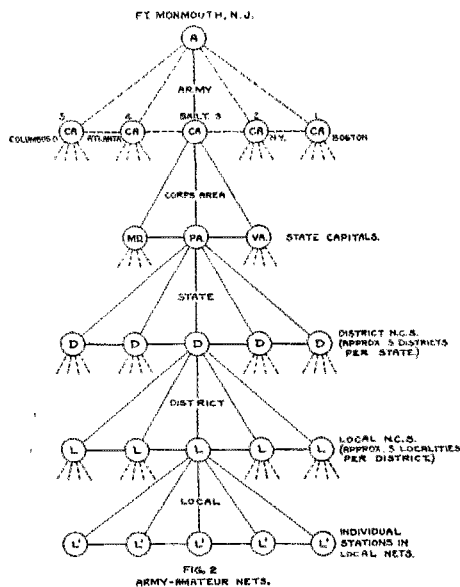 FT. MONMOUTH, N.J.
A
ARMY
5 4 BALT. 3 2 1
COLUMBUS O. CA ATLANTA CA CA CA N.Y. CA BOSTON
CORPS AREA
MD. PA VA. STATE CAPITALS.
STATE
D D D D D DISTRICT N.C.S.
(APPROX. 5 DISTRICTS
PER STATE.)
DISTRICT
L L L L L LOCAL N.C.S.
(APPROX. 5 LOCALITIES
PER DISTRICT.)
LOCAL
L' L' L' L' L' INDIVIDUAL
STATIONS IN
LOCAL NETS.
FIG. 2
ARMY-AMATEUR NETS.